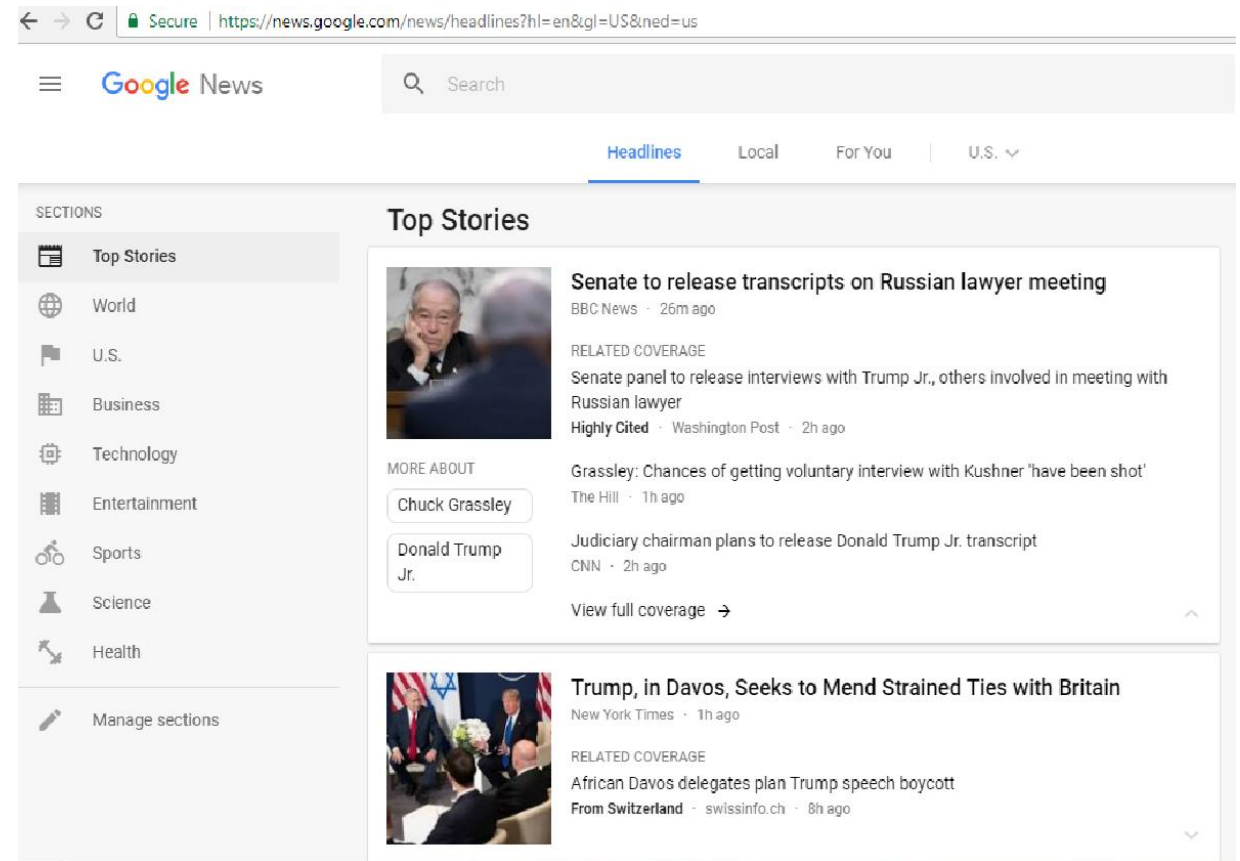 Secure | https://news.google.com/news/headlines?hl=en&gl=US&ned=us
Google News
Search
Headlines Local For You U.S.
SECTIONS
Top Stories
World
U.S.
Business
Technology
Entertainment
Sports
Science
Health
Manage sections
Top Stories
Senate to release transcripts on Russian lawyer meeting
BBC News · 26m ago
RELATED COVERAGE
Senate panel to release interviews with Trump Jr., others involved in meeting with
Russian lawyer
Highly Cited · Washington Post · 2h ago
MORE ABOUT
Chuck Grassley
Donald Trump
Jr.
Grassley: Chances of getting voluntary interview with Kushner 'have been shot'
The Hill · 1h ago
Judiciary chairman plans to release Donald Trump Jr. transcript
CNN · 2h ago
View full coverage →
Trump, in Davos, Seeks to Mend Strained Ties with Britain
New York Times · 1h ago
RELATED COVERAGE
African Davos delegates plan Trump speech boycott
From Switzerland · swissinfo.ch · 8h ago